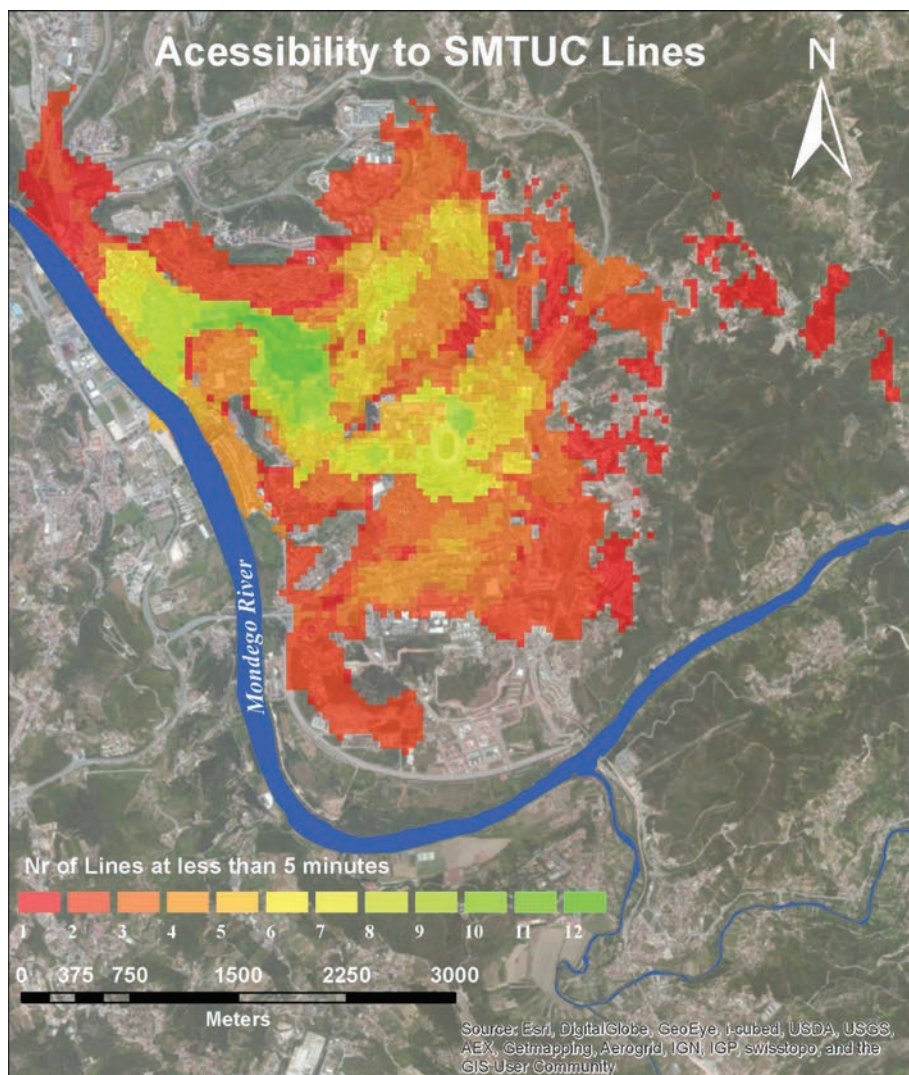 Acessibility to SMTUC Lines
N
Mondego River
Nr of Lines at less than 5 minutes
1 2 3 4 5 6 7 8 9 10 11 12
0 375 750 1500 2250 3000
Meters
Source: Esri, DigitalGlobe, GeoEye, i-cubed, USDA, USGS,
AEX, Getmapping, Aerogrid, IGN, IGP, swisstopo, and the
GIS User Community